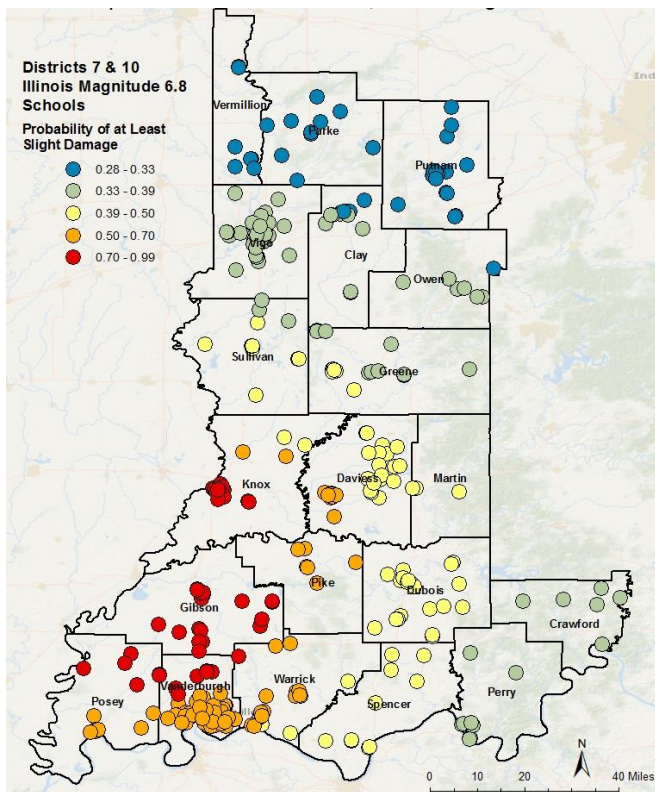 Districts 7 & 10
Illinois Magnitude 6.8
Schools
Probability of at Least
Slight Damage
0.28 - 0.33
0.33 - 0.39
0.39 - 0.50
0.50 - 0.70
0.70 - 0.99
Vermillion
Parke
Putnam
Vigo
Clay
Owen
Sullivan
Greene
Knox
Daviess
Martin
Pike
Dubois
Gibson
Crawford
Posey
Vanderburgh
Warrick
Spencer
Perry
N
0 10 20 40 Miles